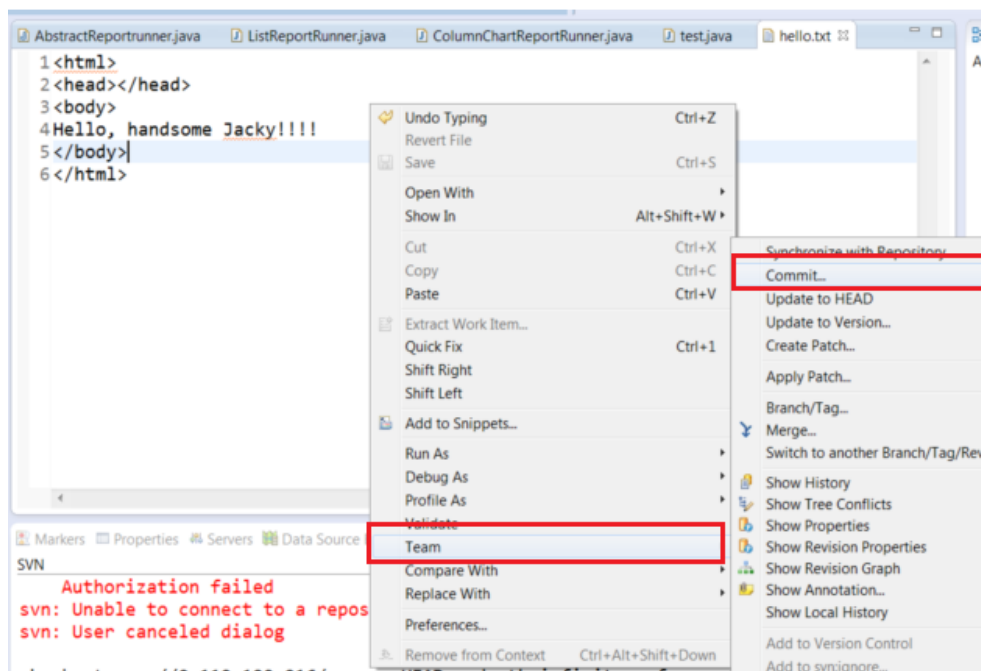 AbstractReportrunner.java ListReportRunner.java ColumnChartReportRunner.java test.java hello.txt
1<html>
2<head></head>
3<body>
4Hello, handsome Jacky!!!!
5</body>
6</html>
Undo Typing Ctrl+Z
Revert File
Save Ctrl+S
Open With
Show In Alt+Shift+W
Cut Ctrl+X
Copy Ctrl+C
Paste Ctrl+V
Extract Work Item...
Quick Fix Ctrl+1
Shift Right
Shift Left
Add to Snippets...
Run As
Debug As
Profile As
Validate
Team
Compare With
Replace With
Preferences...
Remove from Context Ctrl+Alt+Shift+Down
Synchronize with Repository
Commit...
Update to HEAD
Update to Version...
Create Patch...
Apply Patch...
Branch/Tag...
Merge...
Switch to another Branch/Tag/Rev
Show History
Show Tree Conflicts
Show Properties
Show Revision Properties
Show Revision Graph
Show Annotation...
Show Local History
Add to Version Control
Add to svn:ignore...
Markers Properties Servers Data Source
SVN
Authorization failed
svn: Unable to connect to a repos
svn: User canceled dialog